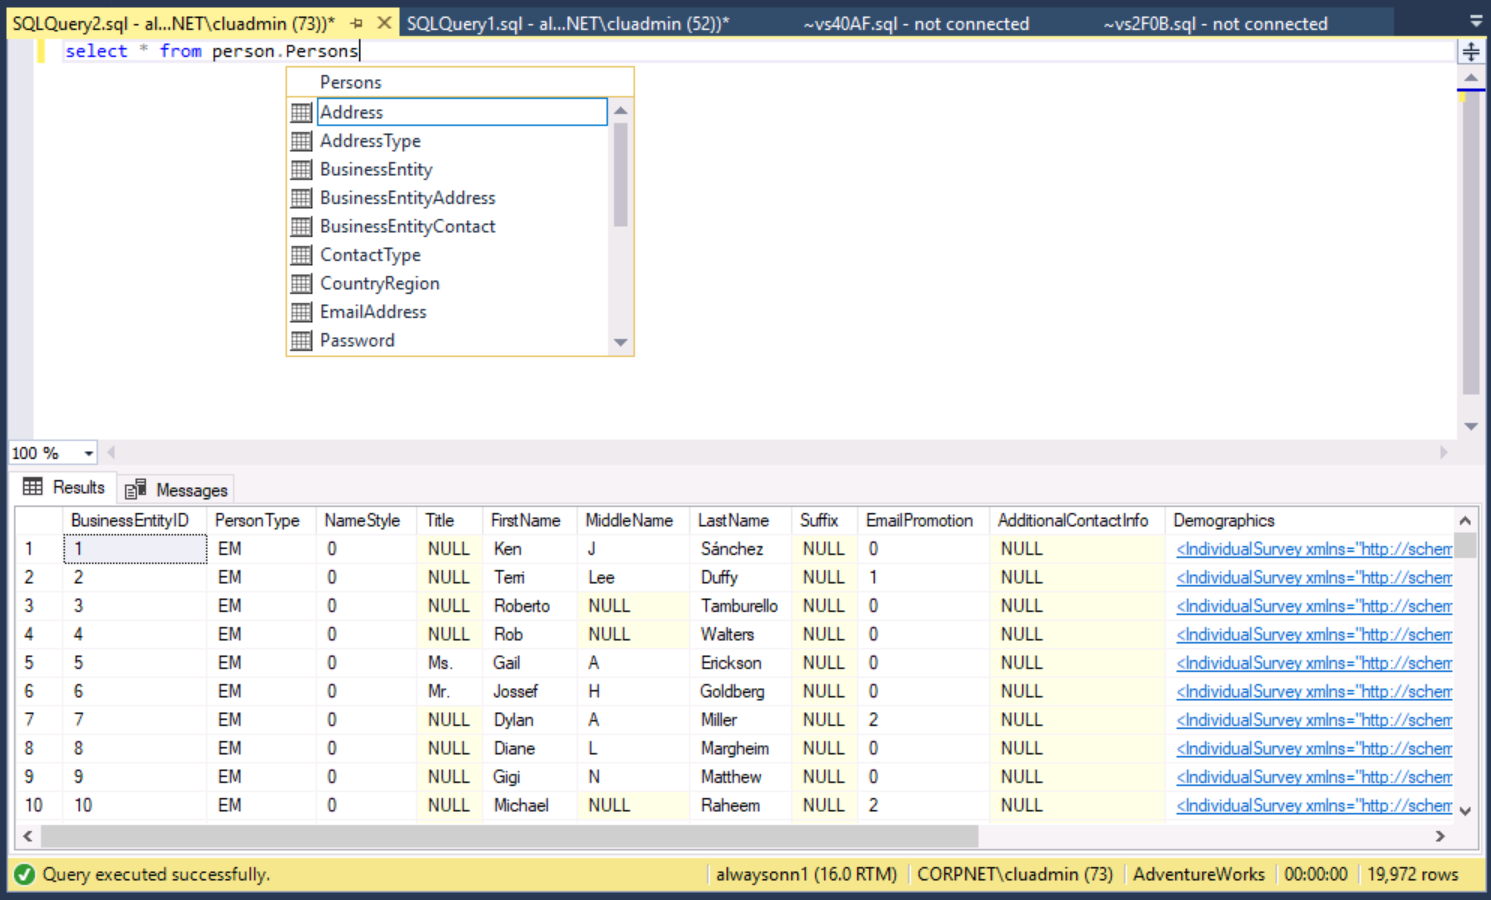 SQLQuery2.sql - al...NET\cluadmin (73))* SQLQuery1.sql - al...NET\cluadmin (52))* ~vs40AF.sql - not connected ~vs2F0B.sql - not connected
select * from person.Persons
Persons
Address
AddressType
BusinessEntity
BusinessEntityAddress
BusinessEntityContact
ContactType
CountryRegion
EmailAddress
Password
100 %
Results Messages
BusinessEntityID PersonType NameStyle Title FirstName MiddleName LastName Suffix EmailPromotion AdditionalContactInfo Demographics
1 1 EM 0 NULL Ken J Sánchez NULL 0 NULL <IndividualSurvey xmlns="http://schem
2 2 EM 0 NULL Terri Lee Duffy NULL 1 NULL <IndividualSurvey xmlns="http://schem
3 3 EM 0 NULL Roberto NULL Tamburello NULL 0 NULL <IndividualSurvey xmlns="http://schem
4 4 EM 0 NULL Rob NULL Walters NULL 0 NULL <IndividualSurvey xmlns="http://schem
5 5 EM 0 Ms. Gail A Erickson NULL 0 NULL <IndividualSurvey xmlns="http://schem
6 6 EM 0 Mr. Jossef H Goldberg NULL 0 NULL <IndividualSurvey xmlns="http://schem
7 7 EM 0 NULL Dylan A Miller NULL 2 NULL <IndividualSurvey xmlns="http://schem
8 8 EM 0 NULL Diane L Margheim NULL 0 NULL <IndividualSurvey xmlns="http://schem
9 9 EM 0 NULL Gigi N Matthew NULL 0 NULL <IndividualSurvey xmlns="http://schem
10 10 EM 0 NULL Michael NULL Raheem NULL 2 NULL <IndividualSurvey xmlns="http://schem
Query executed successfully. alwaysonn1 (16.0 RTM) CORPNET\cluadmin (73) AdventureWorks 00:00:00 19,972 rows